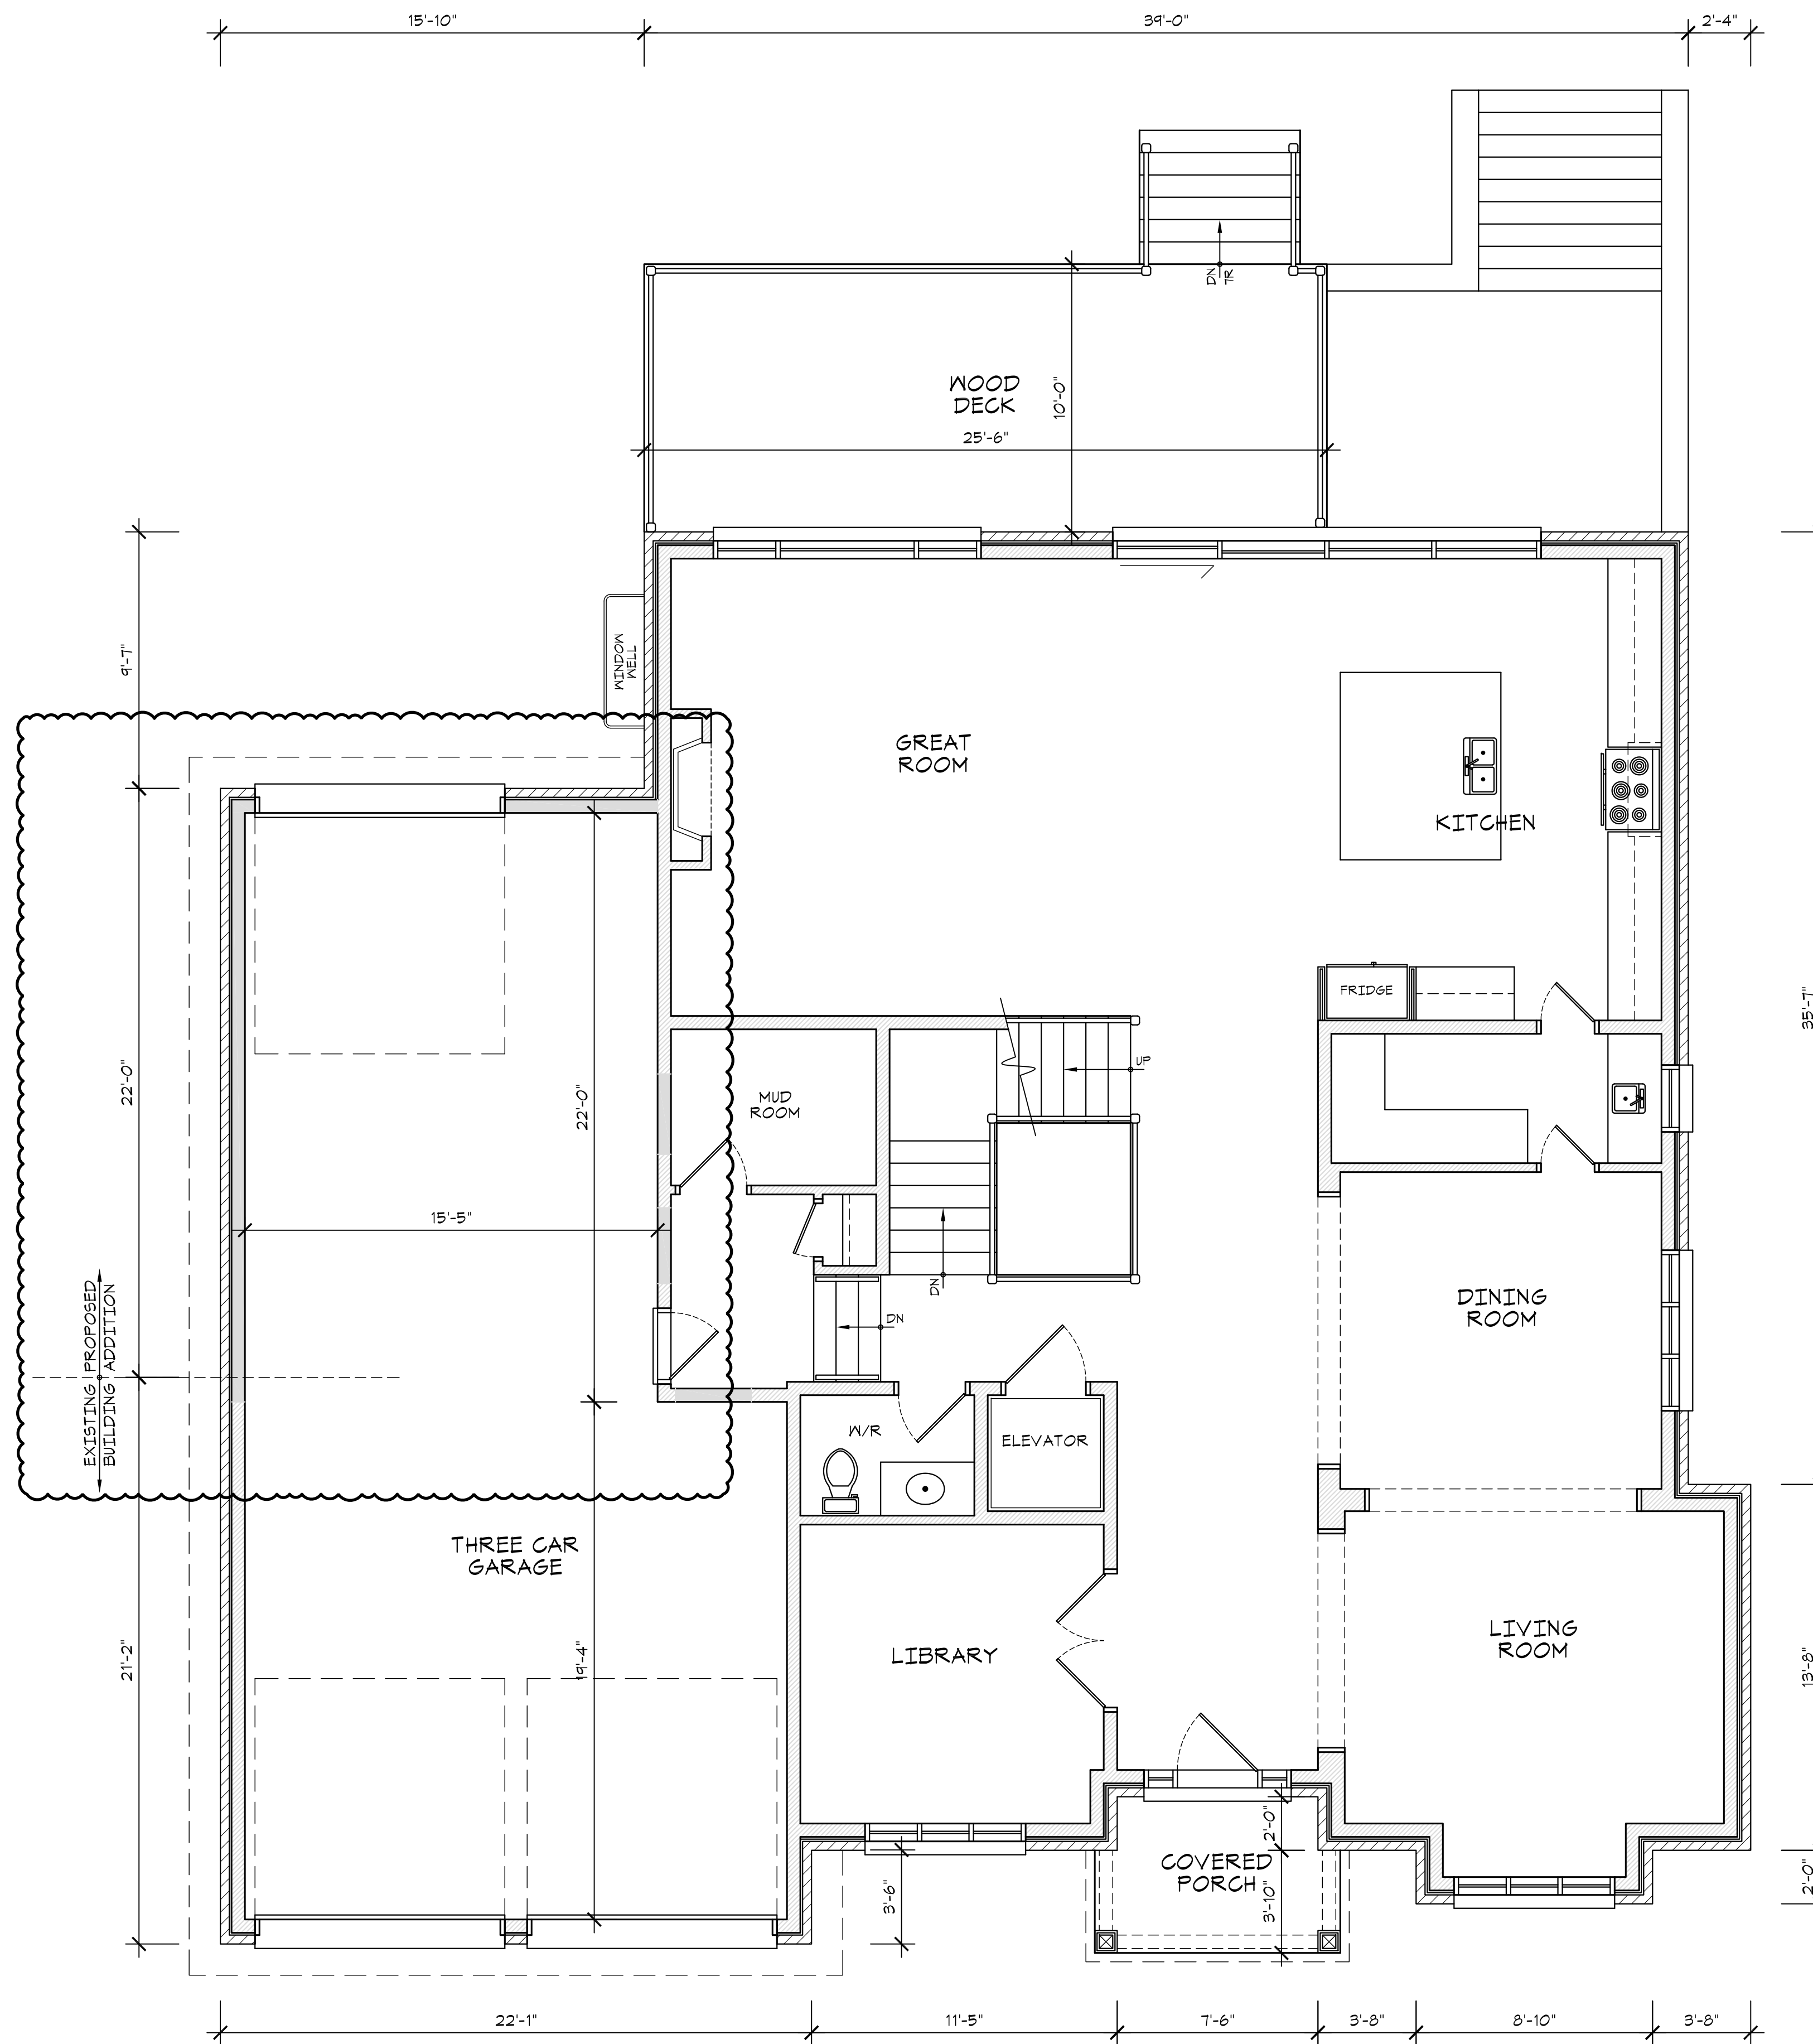 15'-10"
39'-0"
2'-4"
DN
7R
WOOD
DECK
10'-0"
25'-6"
9'-7"
WINDOW
WELL
GREAT
ROOM
KITCHEN
FRIDGE
35'-7"
22'-0"
22'-0"
MUD
ROOM
UP
15'-5"
DN
DN
DINING
ROOM
EXISTING PROPOSED
BUILDING ADDITION
W/R
ELEVATOR
THREE CAR
GARAGE
LIBRARY
LIVING
ROOM
21'-2"
19'-4"
13'-8"
2'-0"
COVERED
PORCH
3'-10"
3'-6"
2'-0"
22'-1"
11'-5"
7'-6"
3'-8"
8'-10"
3'-8"